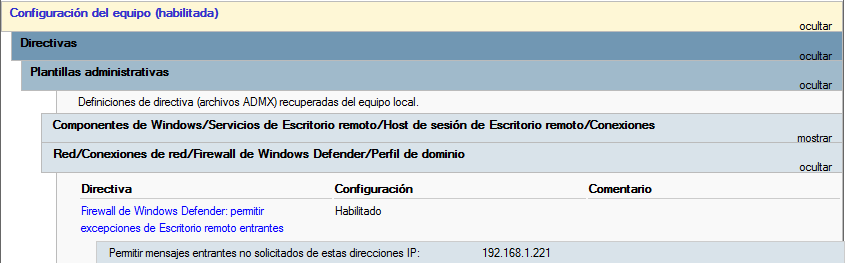 Configuración del equipo (habilitada)
ocultar
Directivas
ocultar
Plantillas administrativas
ocultar
Definiciones de directiva (archivos ADMX) recuperadas del equipo local.
Componentes de Windows/Servicios de Escritorio remoto/Host de sesión de Escritorio remoto/Conexiones
mostrar
Red/Conexiones de red/Firewall de Windows Defender/Perfil de dominio
ocultar
Directiva Configuración Comentario
Firewall de Windows Defender: permitir Habilitado
excepciones de Escritorio remoto entrantes
Permitir mensajes entrantes no solicitados de estas direcciones IP: 192.168.1.221